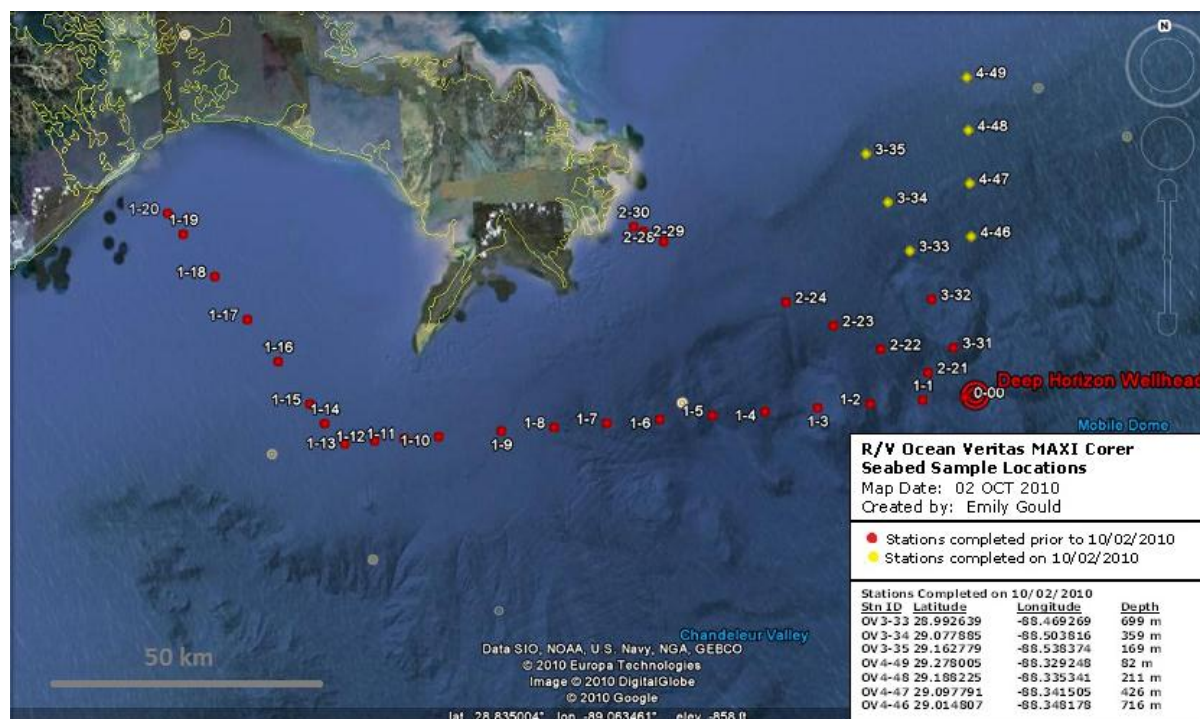 N
4-49
4-48
3-35
4-47
3-34
1-20
1-19
2-30
2-29
2-28
4-46
3-33
1-18
2-24
3-32
1-17
2-23
2-22
3-31
1-16
2-21
1-1
Deep Horizon Wellhead
0-00
1-15
1-14
1-2
1-5
1-4
1-3
1-13
1-12
1-11
1-10
1-9
1-8
1-7
1-6
Mobile Dome
R/V Ocean Veritas MAXI Corer
Seabed Sample Locations
Map Date: 02 OCT 2010
Created by: Emily Gould
Stations completed prior to 10/02/2010
Stations completed on 10/02/2010
Stations Completed on 10/02/2010
Stn ID Latitude Longitude Depth
OV3-33 28.992639 -88.469269 699 m
OV3-34 29.077885 -88.503816 359 m
OV3-35 29.162779 -88.538374 169 m
OV4-49 29.278005 -88.329248 82 m
OV4-48 29.188225 -88.335341 211 m
OV4-47 29.097791 -88.341505 426 m
OV4-46 29.014807 -88.348178 716 m
Chandeleur Valley
50 km
Data SIO, NOAA, U.S. Navy, NGA, GEBCO
© 2010 Europa Technologies
Image © 2010 DigitalGlobe
© 2010 Google
lat 28.835004° lon -89.063461° elev -858 ft